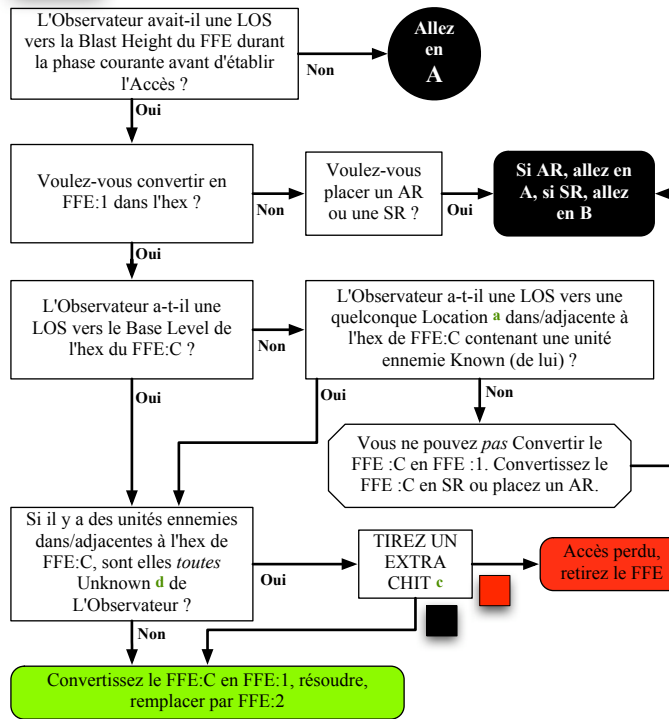 L'Observateur avait-il une LOS
vers la Blast Height du FFE durant
la phase courante avant d'établir
l'Accès ?
Non
Allez
en
A
Oui
Voulez-vous convertir en
FFE:1 dans l'hex ?
Non
Voulez-vous
placer un AR
ou une SR ?
Oui
Si AR, allez en
A, si SR, allez
en B
Oui
L'Observateur a-t-il une
LOS vers le Base Level de
l'hex du FFE:C ?
Non
L'Observateur a-t-il une LOS vers une
quelconque Location a dans/adjacente à
l'hex de FFE:C contenant une unité
ennemie Known (de lui) ?
Oui
Oui
Non
Vous ne pouvez pas Convertir le
FFE :C en FFE :1. Convertissez le
FFE :C en SR ou placez un AR.
Si il y a des unités ennemies
dans/adjacentes à l'hex de
FFE:C, sont elles toutes
Unknown d de
L'Observateur ?
Oui
TIREZ UN
EXTRA
CHIT c
Accès perdu,
retirez le FFE
Non
Convertissez le FFE:C en FFE:1, résoudre,
remplacer par FFE:2